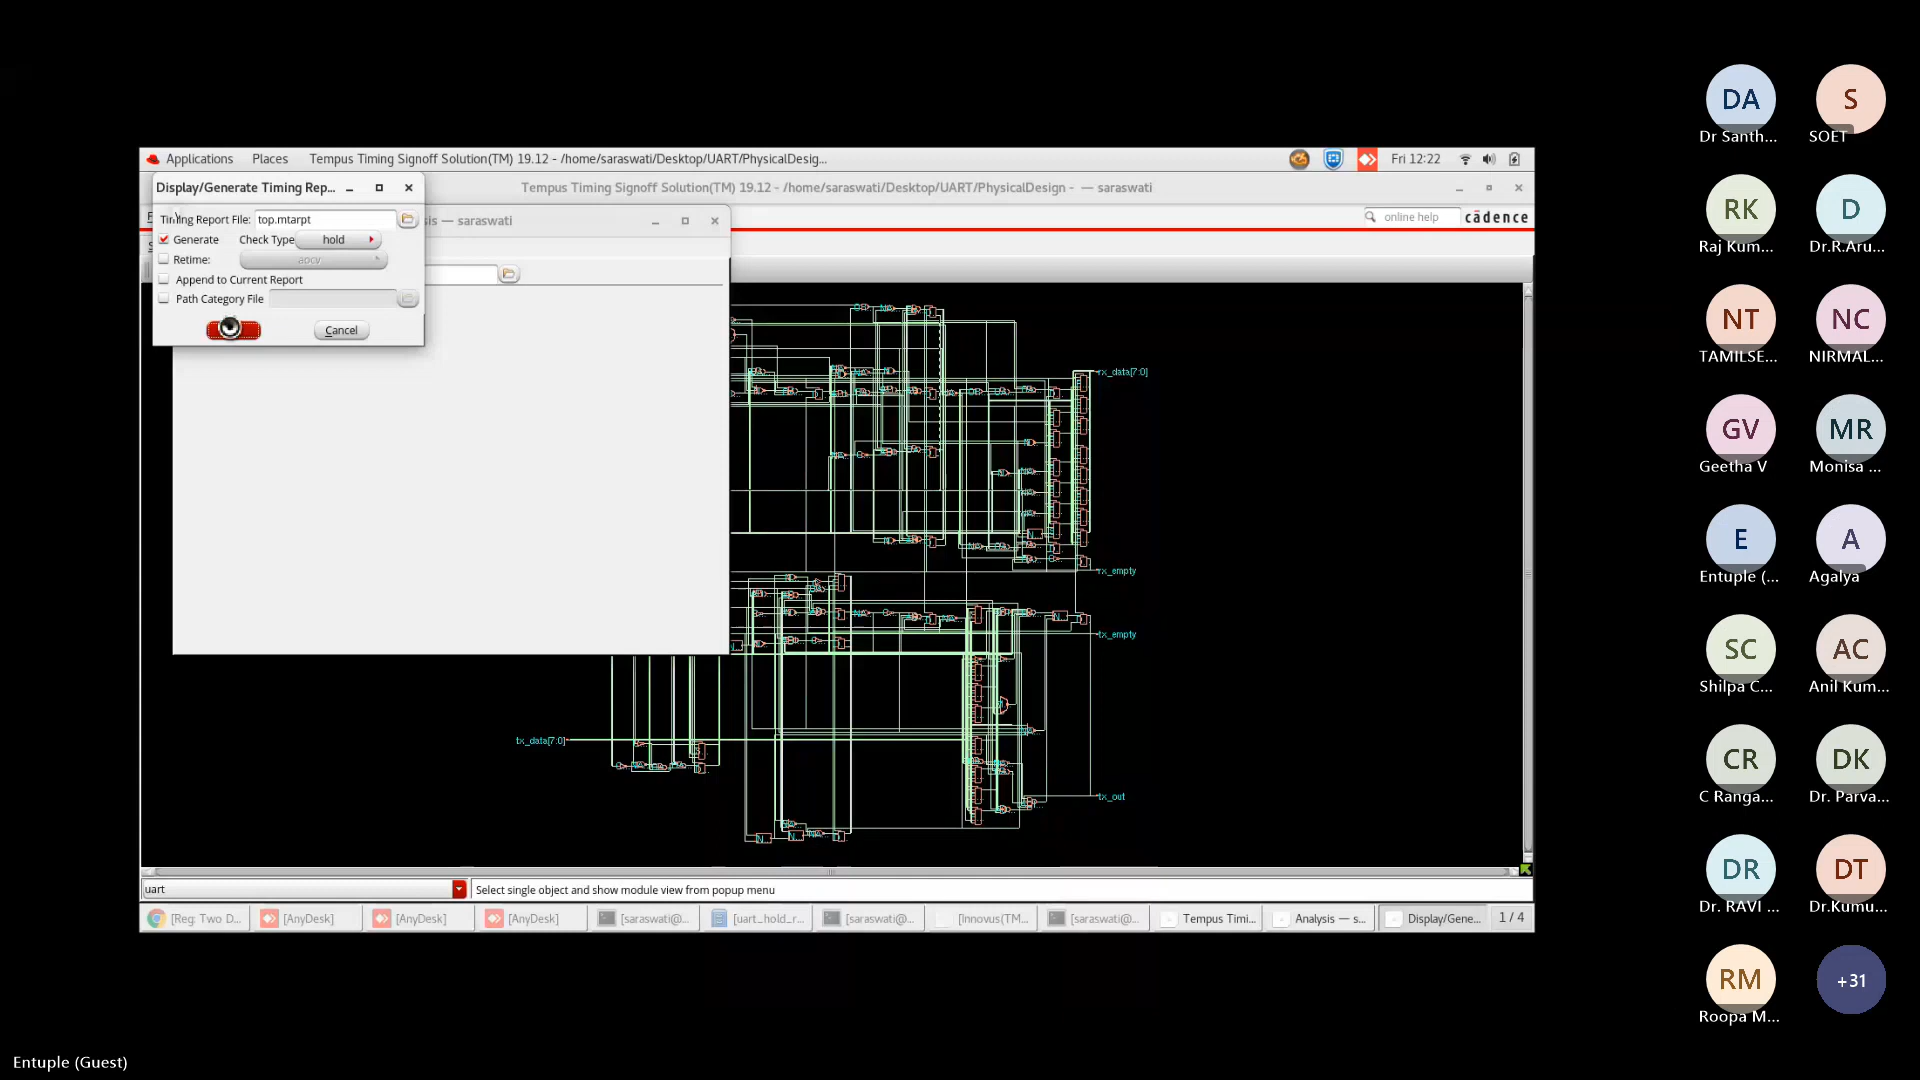 Applications Places Tempus Timing Signoff Solution(TM) 19.12 - /home/saraswati/Desktop/UART/PhysicalDesig... Fri 12:22
Display/Generate Timing Rep...
Tempus Timing Signoff Solution(TM) 19.12 - /home/saraswati/Desktop/UART/PhysicalDesign - — saraswati
Timing Report File: top.mtarpt
sis — saraswati
online help cādence
Generate Check Type hold
Retime: aocv
Append to Current Report
Path Category File
Cancel
rx_data[7:0]
rx_empty
tx_empty
tx_data[7:0]
tx_out
uart
Select single object and show module view from popup menu
[Reg: Two D...
[AnyDesk]
[AnyDesk]
[AnyDesk]
[saraswati@...
[uart_hold_r...
[saraswati@...
[Innovus(TM...
[saraswati@...
Tempus Timi...
Analysis — s...
Display/Gene...
1 / 4
DA
Dr Santh...
S
SOET
RK
Raj Kum...
D
Dr.R.Aru...
NT
TAMILSE...
NC
NIRMAL...
GV
Geetha V
MR
Monisa ...
E
Entuple (...
A
Agalya
SC
Shilpa C...
AC
Anil Kum...
CR
C Ranga...
DK
Dr. Parva...
DR
Dr. RAVI ...
DT
Dr.Kumu...
RM
Roopa M...
+31
Entuple (Guest)